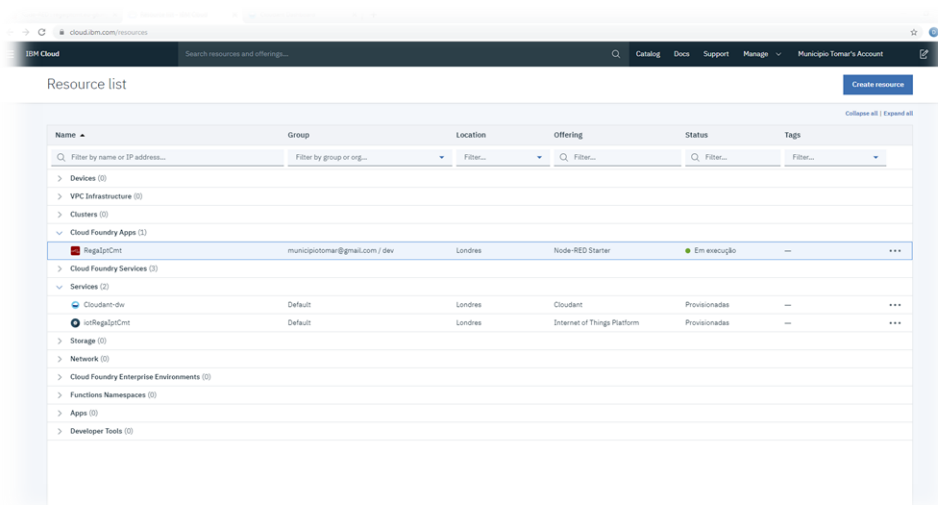 cloud.ibm.com/resources
IBM Cloud Search resources and offerings... Catalog Docs Support Manage Municipio Tomar's Account
Resource list Create resource
Collapse all | Expand all
Name Group Location Offering Status Tags
Filter by name or IP address... Filter by group or org... Filter... Filter... Filter... Filter...
Devices (0)
VPC Infrastructure (0)
Clusters (0)
Cloud Foundry Apps (1)
RegaIptCmt municipiotomar@gmail.com / dev Londres Node-RED Starter Em execução — ...
Cloud Foundry Services (3)
Services (2)
Cloudant-dw Default Londres Cloudant Provisionadas — ...
iotRegaIptCmt Default Londres Internet of Things Platform Provisionadas — ...
Storage (0)
Network (0)
Cloud Foundry Enterprise Environments (0)
Functions Namespaces (0)
Apps (0)
Developer Tools (0)